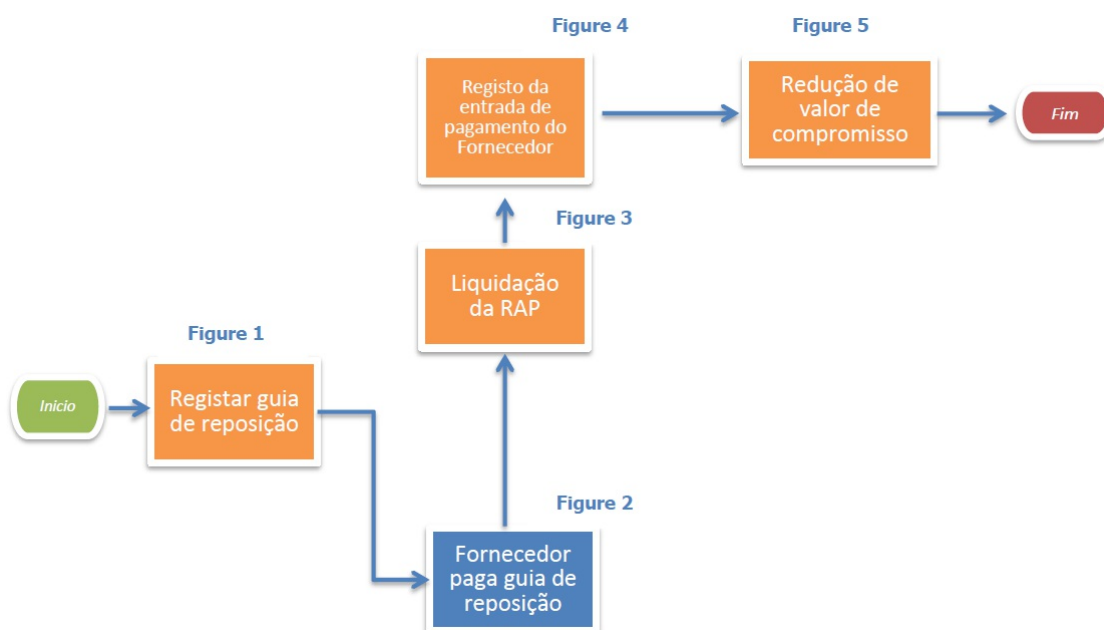 Inicio
Figure 1
Registar guia
de reposição
Figure 2
Fornecedor
paga guia de
reposição
Figure 3
Liquidação
da RAP
Figure 4
Registo da
entrada de
pagamento do
Fornecedor
Figure 5
Redução de
valor de
compromisso
Fim